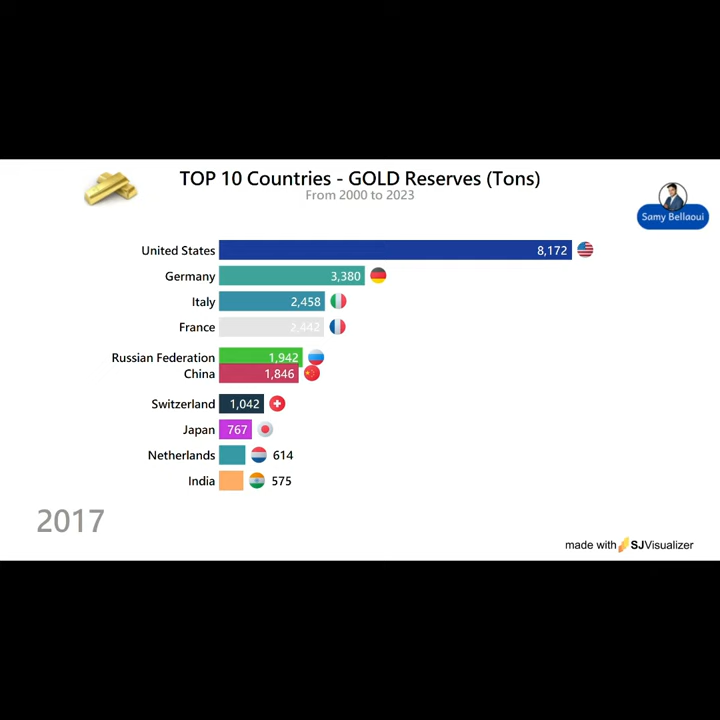 TOP 10 Countries - GOLD Reserves (Tons)
From 2000 to 2023
Samy Bellaoui
United States 8,172
Germany 3,380
Italy 2,458
France 2,442
Russian Federation 1,942
China 1,846
Switzerland 1,042
Japan 767
Netherlands 614
India 575
2017
made with SJVisualizer